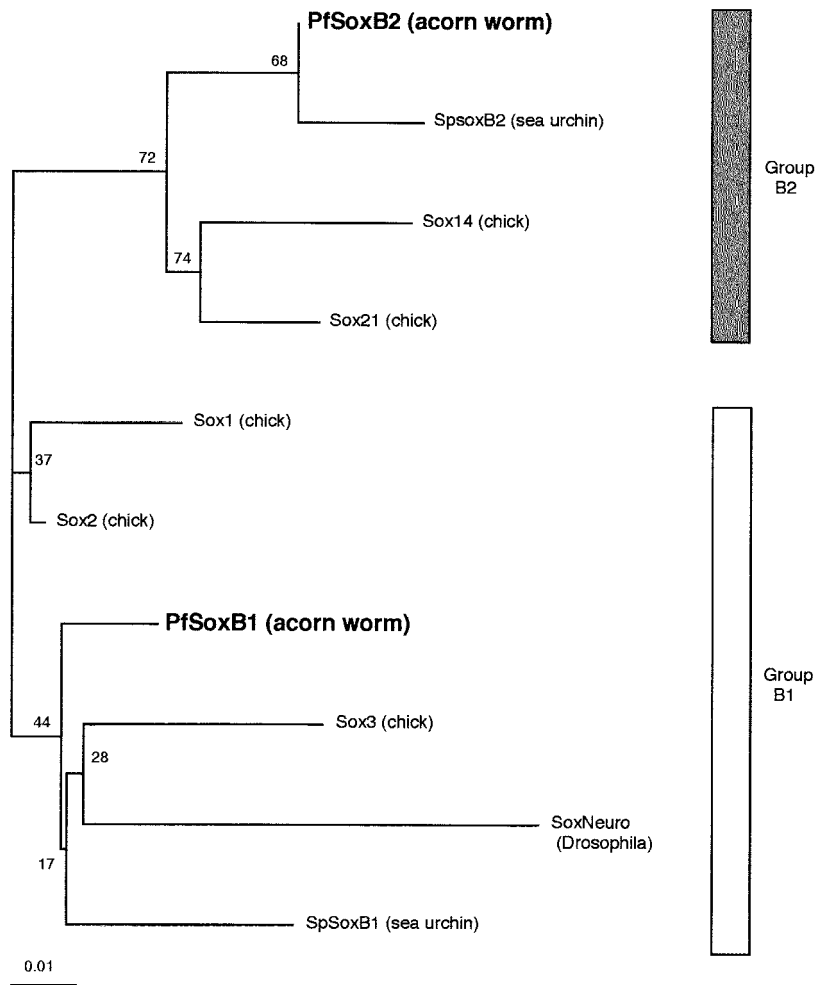 PfSoxB2 (acorn worm)
68
SpsoxB2 (sea urchin)
72
Group
B2
Sox14 (chick)
74
Sox21 (chick)
Sox1 (chick)
37
Sox2 (chick)
PfSoxB1 (acorn worm)
Group
B1
44
Sox3 (chick)
28
SoxNeuro
(Drosophila)
17
SpSoxB1 (sea urchin)
0.01